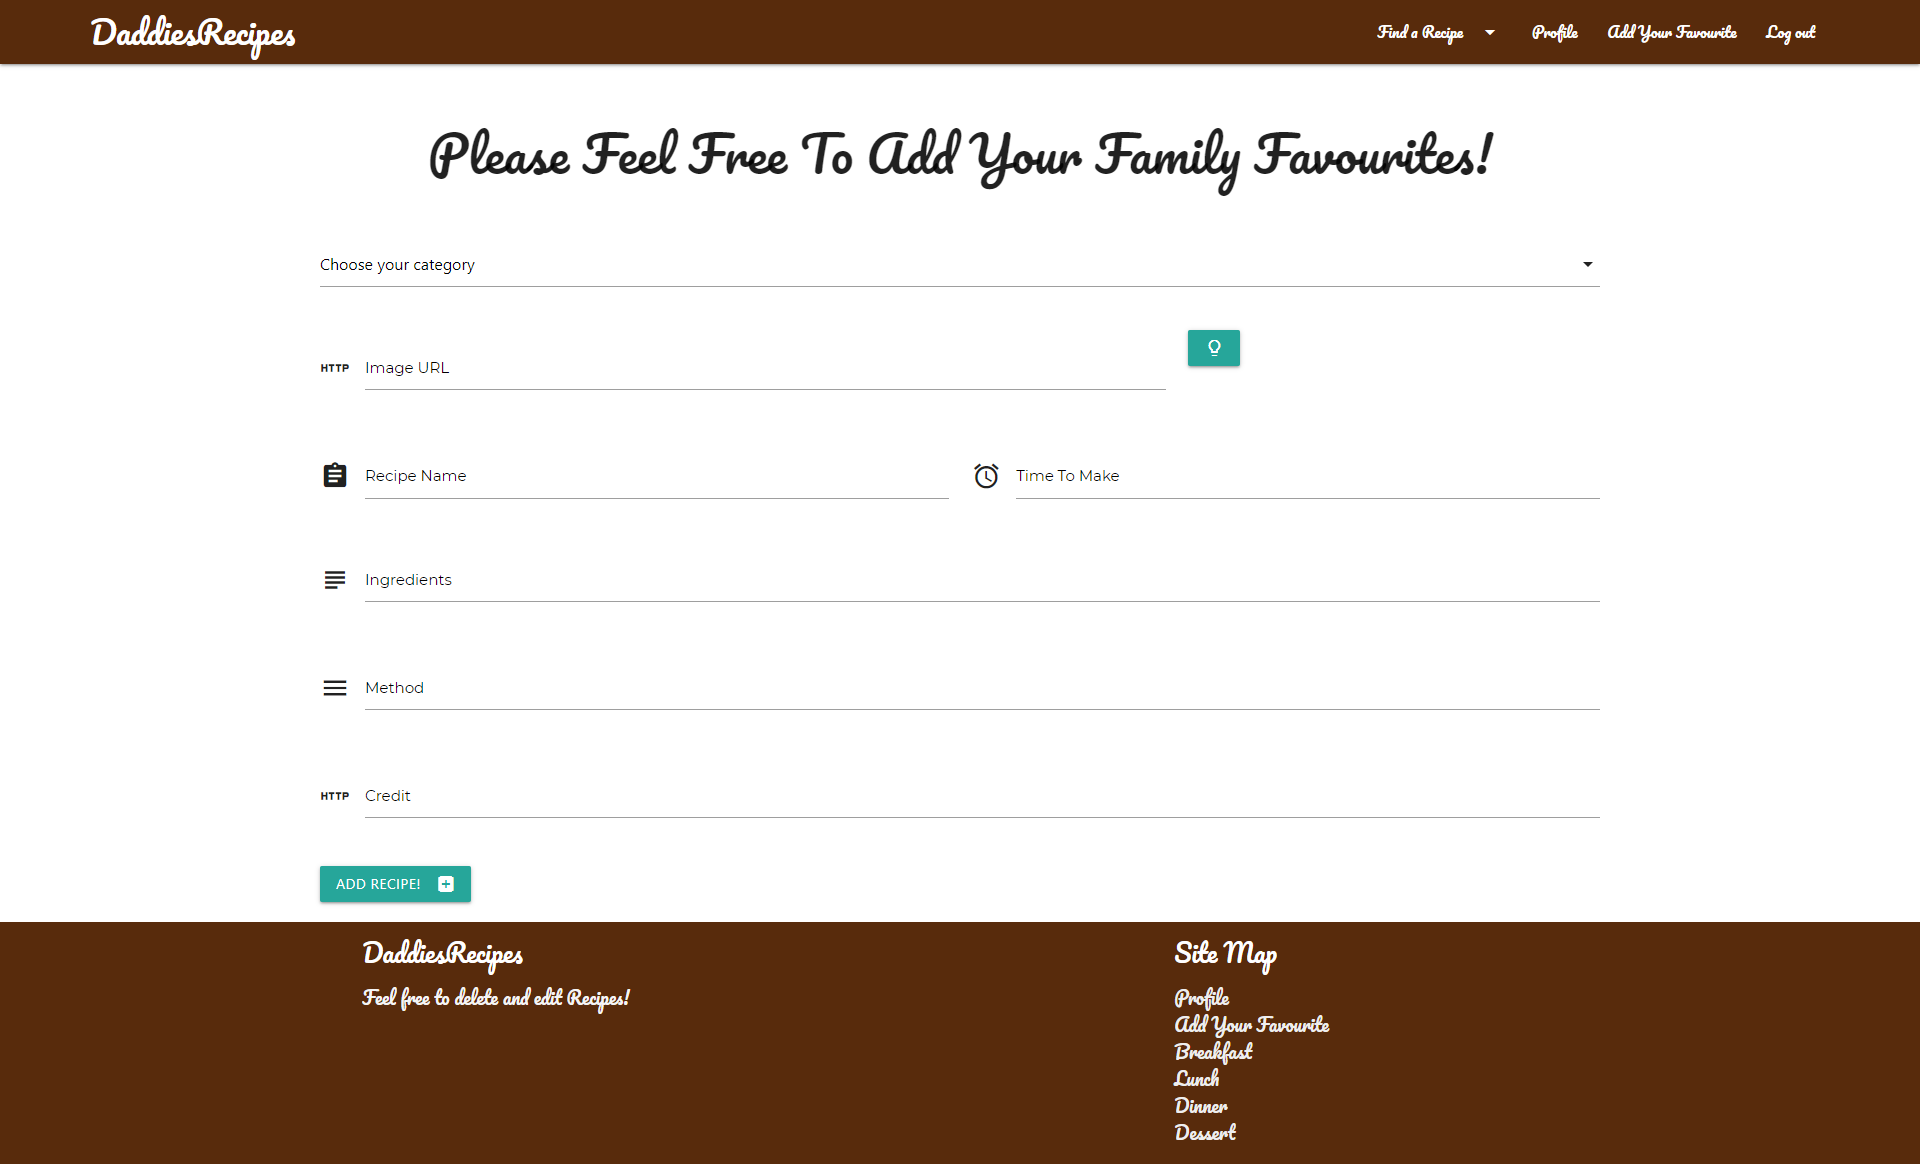 DaddiesRecipes
Find a Recipe
Profile
Add Your Favourite
Log out
Please Feel Free To Add Your Family Favourites!
Choose your category
HTTP
Image URL
Recipe Name
Time To Make
Ingredients
Method
HTTP
Credit
ADD RECIPE!
DaddiesRecipes
Feel free to delete and edit Recipes!
Site Map
Profile
Add Your Favourite
Breakfast
Lunch
Dinner
Dessert